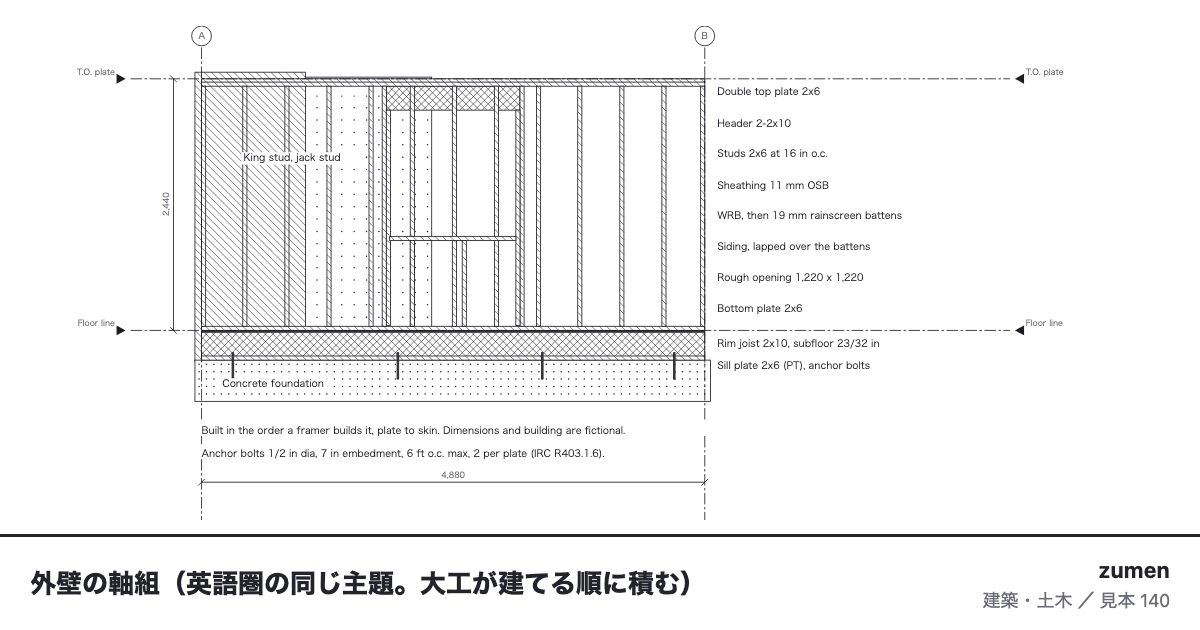 A
B
T.O. plate
T.O. plate
Double top plate 2x6
Header 2-2x10
Studs 2x6 at 16 in o.c.
King stud, jack stud
Sheathing 11 mm OSB
2,440
WRB, then 19 mm rainscreen battens
Siding, lapped over the battens
Rough opening 1,220 x 1,220
Bottom plate 2x6
Floor line
Floor line
Rim joist 2x10, subfloor 23/32 in
Sill plate 2x6 (PT), anchor bolts
Concrete foundation
Built in the order a framer builds it, plate to skin. Dimensions and building are fictional.
Anchor bolts 1/2 in dia, 7 in embedment, 6 ft o.c. max, 2 per plate (IRC R403.1.6).
4,880
外壁の軸組（英語圏の同じ主題。大工が建てる順に積む）
zumen
建築・土木 ／ 見本 140